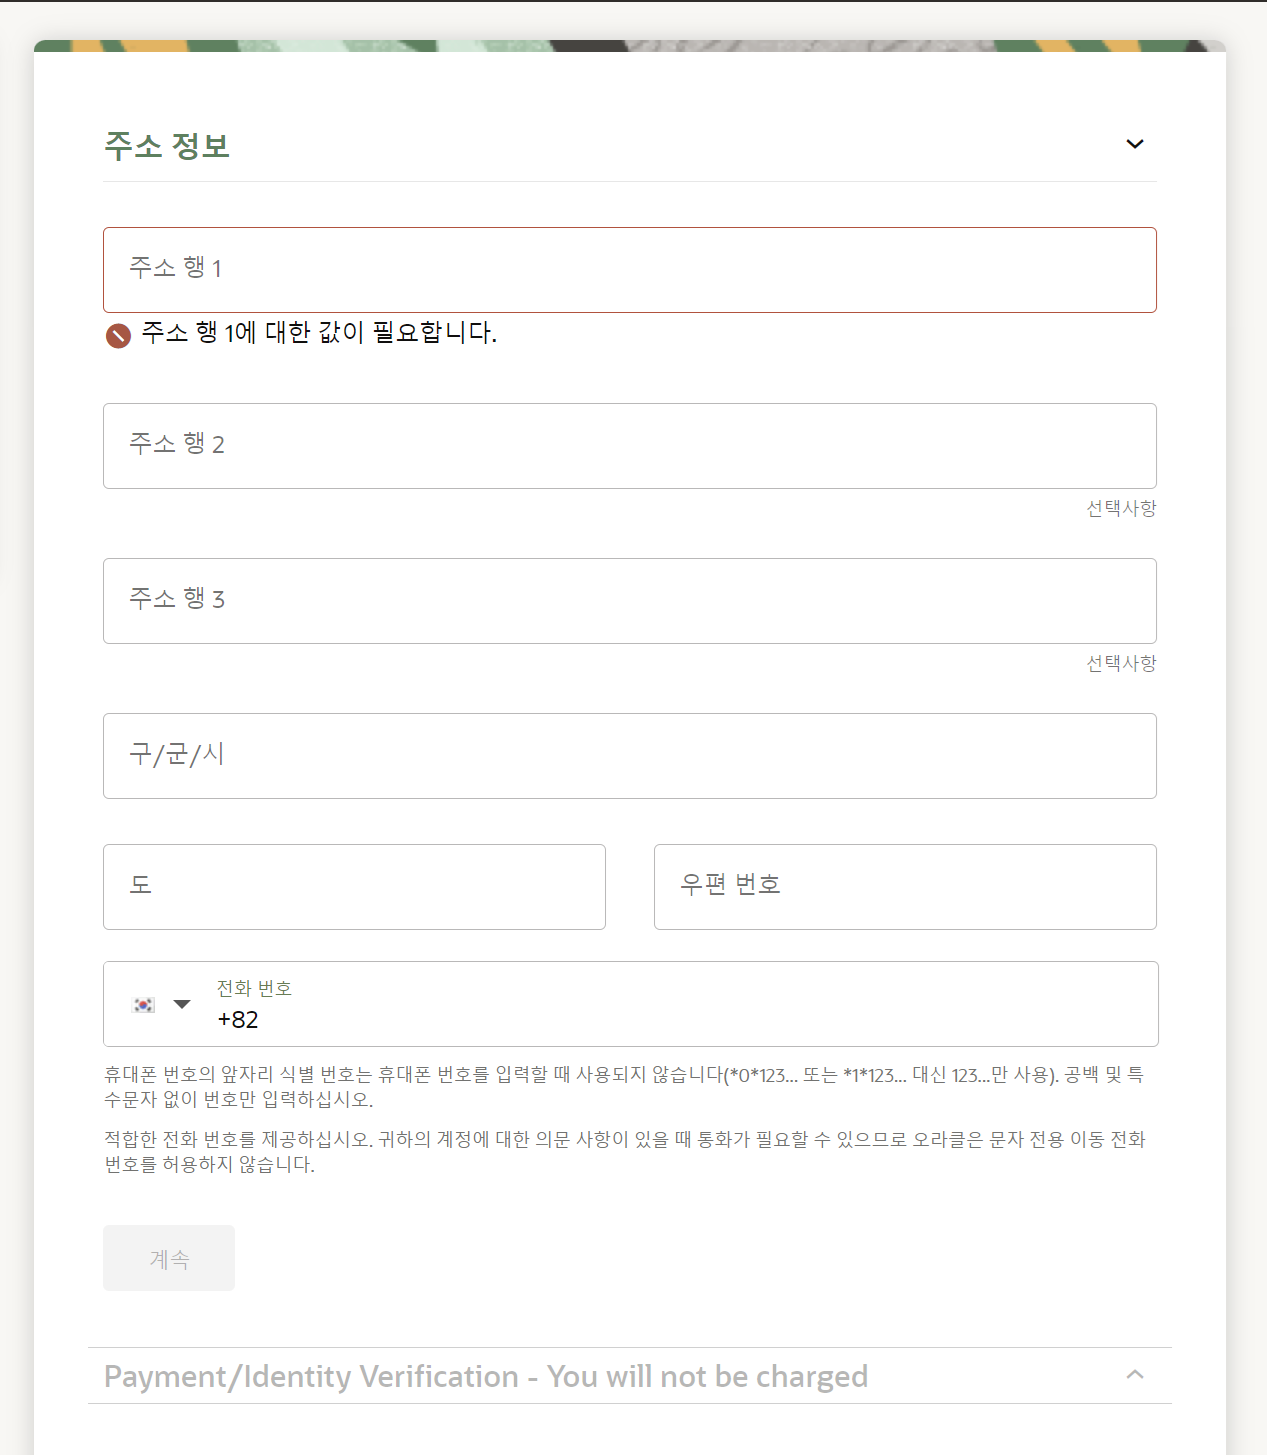 주소 정보
주소 행 1
주소 행 1에 대한 값이 필요합니다.
주소 행 2
선택사항
주소 행 3
선택사항
구/군/시
도
우편 번호
전화 번호
+82
휴대폰 번호의 앞자리 식별 번호는 휴대폰 번호를 입력할 때 사용되지 않습니다(*0*123... 또는 *1*123... 대신 123...만 사용). 공백 및 특
수문자 없이 번호만 입력하십시오.
적합한 전화 번호를 제공하십시오. 귀하의 계정에 대한 의문 사항이 있을 때 통화가 필요할 수 있으므로 오라클은 문자 전용 이동 전화
번호를 허용하지 않습니다.
계속
Payment/Identity Verification - You will not be charged